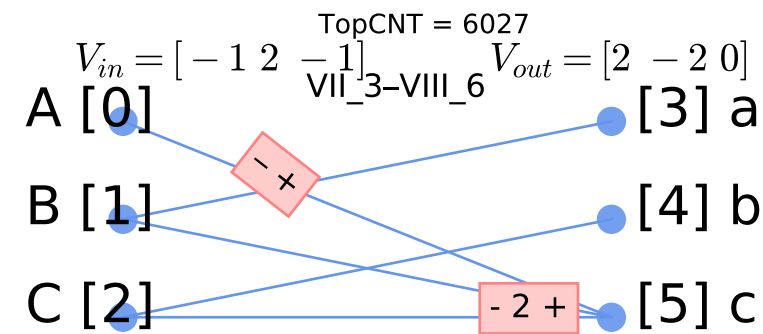 TopCNT = 6027
V_in = [ − 1 2 − 1] V_out = [2 − 2 0]
VII_3–VIII_6
A [0] [3] a
- +
B [1] [4] b
C [2] - 2 + [5] c